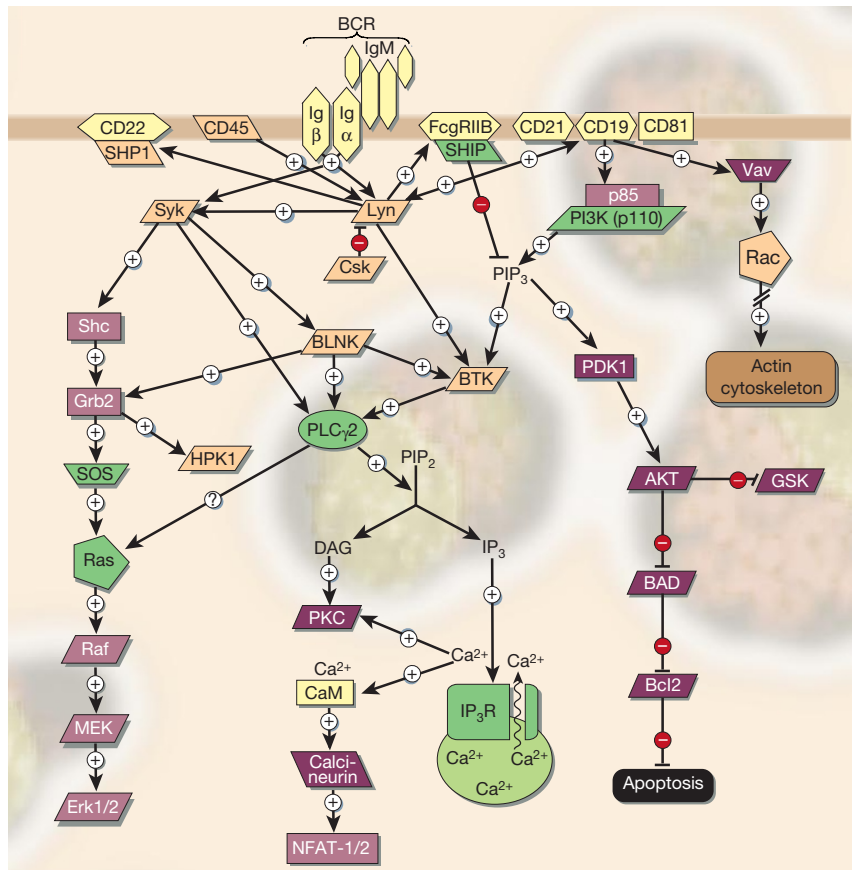 BCR
IgM
Ig
β
Ig
α
CD22
SHP1
CD45
FcgRIIB
SHIP
CD21
CD19
CD81
Vav
+
+
+
+
+
+
+
+
Syk
+
Lyn
−
Csk
−
p85
PI3K (p110)
+
+
Rac
+
PIP3
+
+
+
+
+
+
Shc
+
BLNK
+
+
+
BTK
+
PDK1
+
Actin
cytoskeleton
Grb2
+
+
HPK1
PLCγ2
+
PIP2
SOS
+
?
AKT
−
GSK
−
Ras
+
DAG
+
IP3
+
BAD
−
PKC
+
Raf
+
Ca2+
Ca2+
+
CaM
+
Ca2+
IP3R
Ca2+
Ca2+
Ca2+
Bcl2
−
MEK
+
Calci-
neurin
+
Apoptosis
Erk1/2
NFAT-1/2